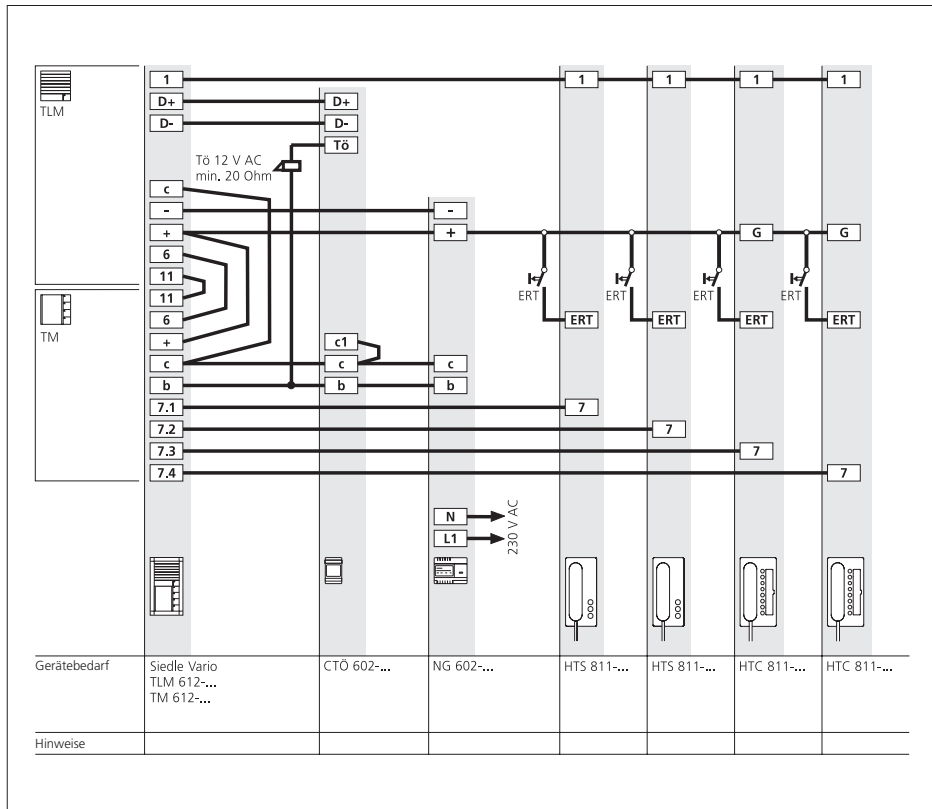 1 1 1 1 1
TLM
D+ D+
D- D-
Tö
Tö 12 V AC
min. 20 Ohm
c
- -
+ + G G
6
11
ERT ERT ERT ERT
11
TM
6 ERT ERT ERT ERT
+ c1
c c c
b b b
7.1 7
7.2 7
7.3 7
7.4 7
N
L1
230 V AC
Gerätebedarf Siedle Vario CTÖ 602-... NG 602-... HTS 811-... HTS 811-... HTC 811-... HTC 811-...
TLM 612-...
TM 612-...
Hinweise